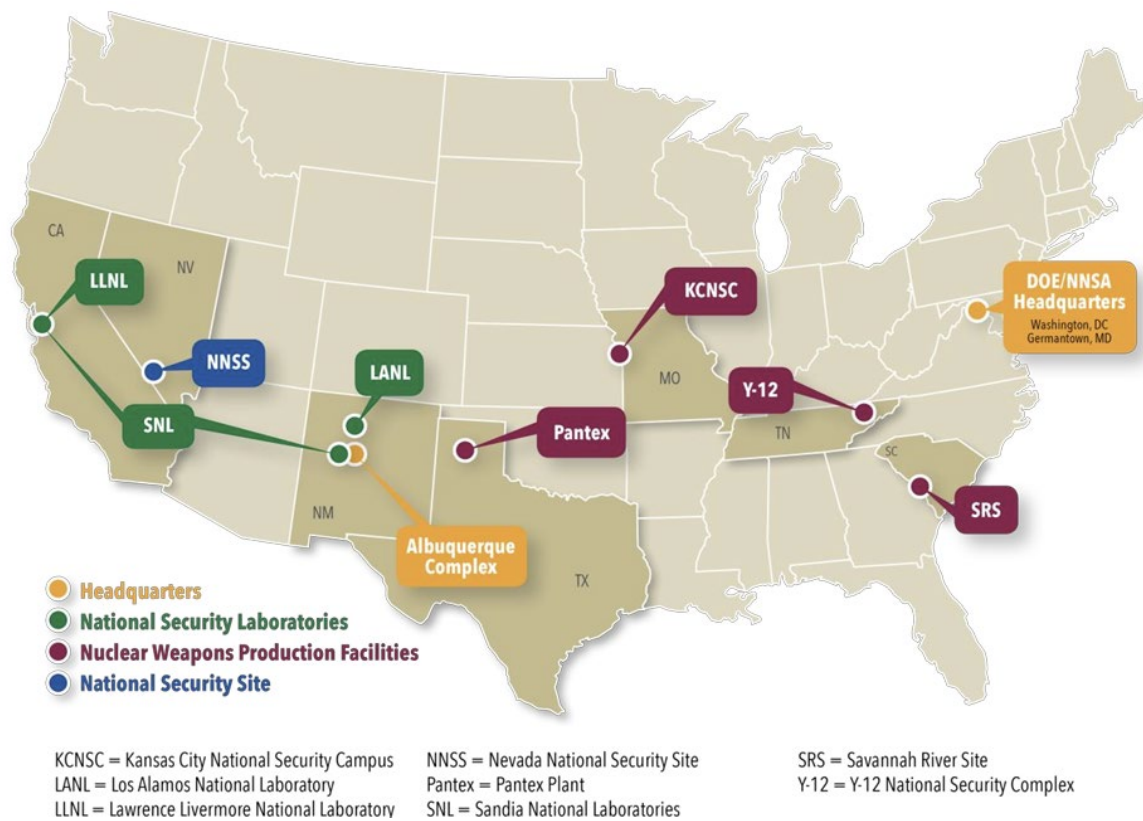 CA
NV
LLNL
NNSS
SNL
LANL
KCNSC
DOE/NNSA
Headquarters
Washington, DC
Germantown, MD
MO
Y-12
TN
Pantex
SC
SRS
NM
Albuquerque
Complex
TX
Headquarters
National Security Laboratories
Nuclear Weapons Production Facilities
National Security Site
KCNSC = Kansas City National Security Campus
LANL = Los Alamos National Laboratory
LLNL = Lawrence Livermore National Laboratory
NNSS = Nevada National Security Site
Pantex = Pantex Plant
SNL = Sandia National Laboratories
SRS = Savannah River Site
Y-12 = Y-12 National Security Complex